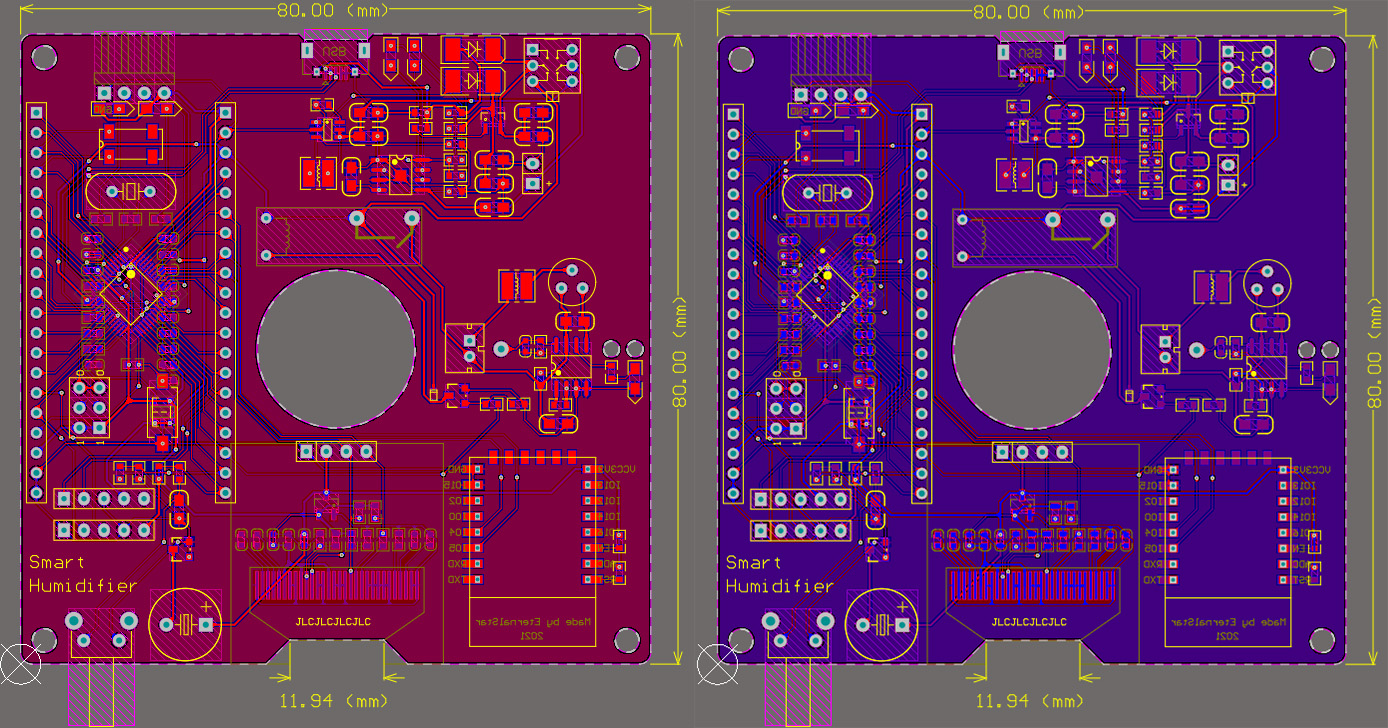 80.00 (mm)
USB
GND
80.00 (mm)
GND VCC3V3
IO15 IO13
IO2 IO12
IO0 IO14
IO4 IO16
IO5 EN
RXD
TXD RST
Smart
Humidifier
JLCJLCJLCJLC
Made by EternalStar
2021
11.94 (mm)
80.00 (mm)
USB
GND
80.00 (mm)
GND VCC3V3
IO15 IO13
IO2 IO12
IO0 IO14
IO4 IO16
IO5 EN
RXD
TXD RST
Smart
Humidifier
JLCJLCJLCJLC
Made by EternalStar
2021
11.94 (mm)